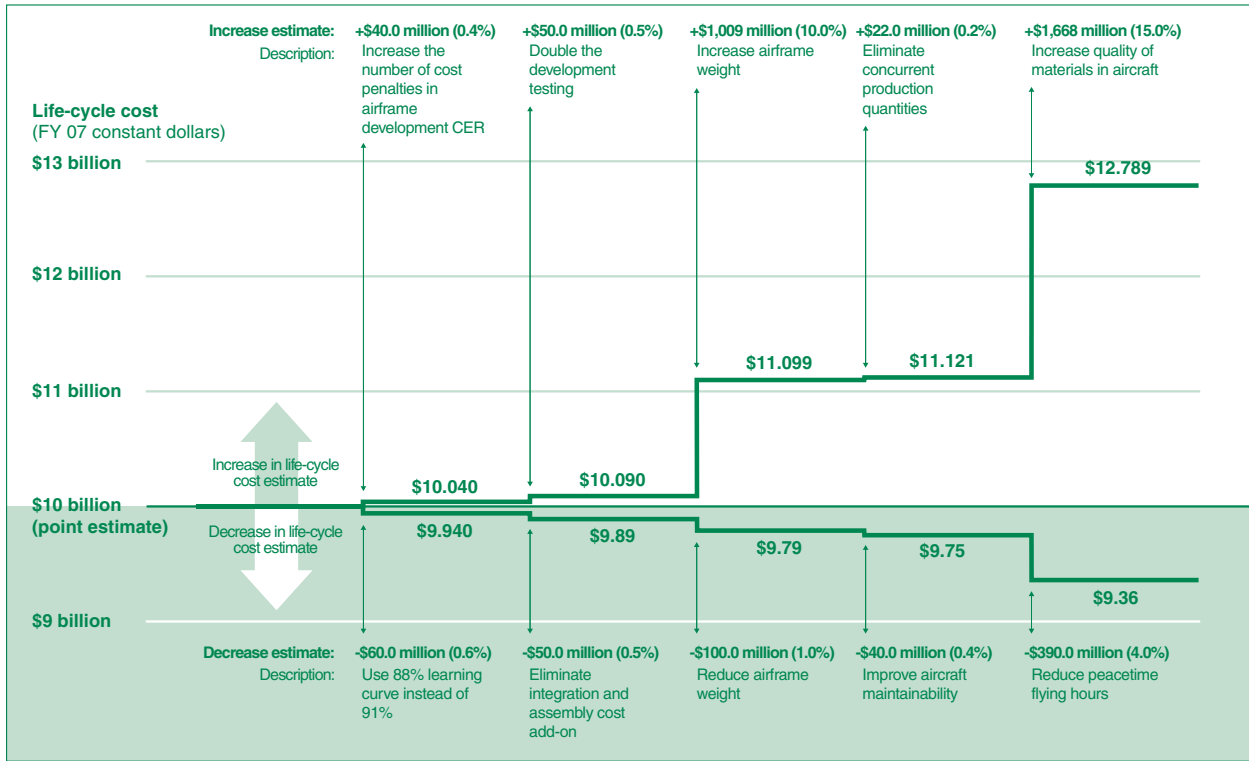 Increase estimate: +$40.0 million (0.4%) +$50.0 million (0.5%) +$1,009 million (10.0%) +$22.0 million (0.2%) +$1,668 million (15.0%)
Description:
Increase the
number of cost
penalties in
airframe
development CER
Double the
development
testing
Increase airframe
weight
Eliminate
concurrent
production
quantities
Increase quality of
materials in aircraft
Life-cycle cost
(FY 07 constant dollars)
$13 billion
$12.789
$12 billion
$11.099
$11.121
$11 billion
Increase in life-cycle
cost estimate
$10.040
$10.090
$10 billion
(point estimate)
Decrease in life-cycle
cost estimate
$9.940
$9.89
$9.79
$9.75
$9.36
$9 billion
Decrease estimate: -$60.0 million (0.6%) -$50.0 million (0.5%) -$100.0 million (1.0%) -$40.0 million (0.4%) -$390.0 million (4.0%)
Description:
Use 88% learning
curve instead of
91%
Eliminate
integration and
assembly cost
add-on
Reduce airframe
weight
Improve aircraft
maintainability
Reduce peacetime
flying hours